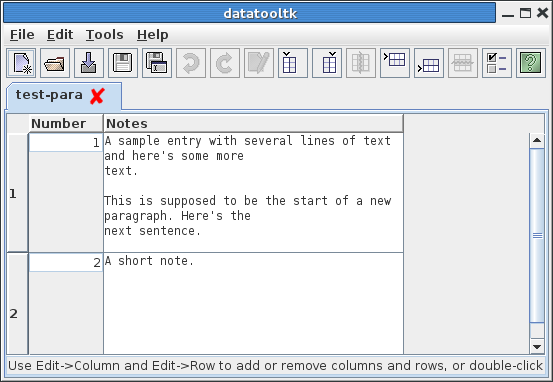 datatooltk
File Edit Tools Help
test-para
Number Notes
1 1 A sample entry with several lines of text
and here's some more
text.
This is supposed to be the start of a new
paragraph. Here's the
next sentence.
2 2 A short note.
Use Edit->Column and Edit->Row to add or remove columns and rows, or double-click